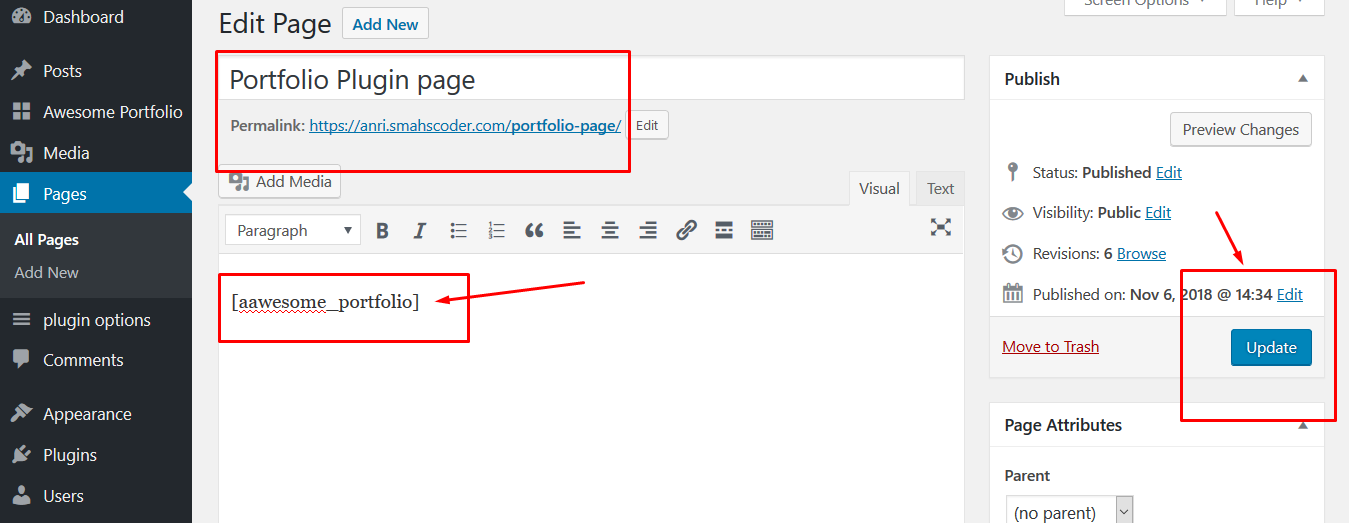 Dashboard
Posts
Awesome Portfolio
Media
Pages
All Pages
Add New
plugin options
Comments
Appearance
Plugins
Users
Screen Options
Help
Edit Page
Add New
Portfolio Plugin page
Permalink: https://anri.smahscoder.com/portfolio-page/
Edit
Add Media
Visual
Text
Paragraph
[aawesome_portfolio]
Publish
Preview Changes
Status: Published Edit
Visibility: Public Edit
Revisions: 6 Browse
Published on: Nov 6, 2018 @ 14:34 Edit
Move to Trash
Update
Page Attributes
Parent
(no parent)